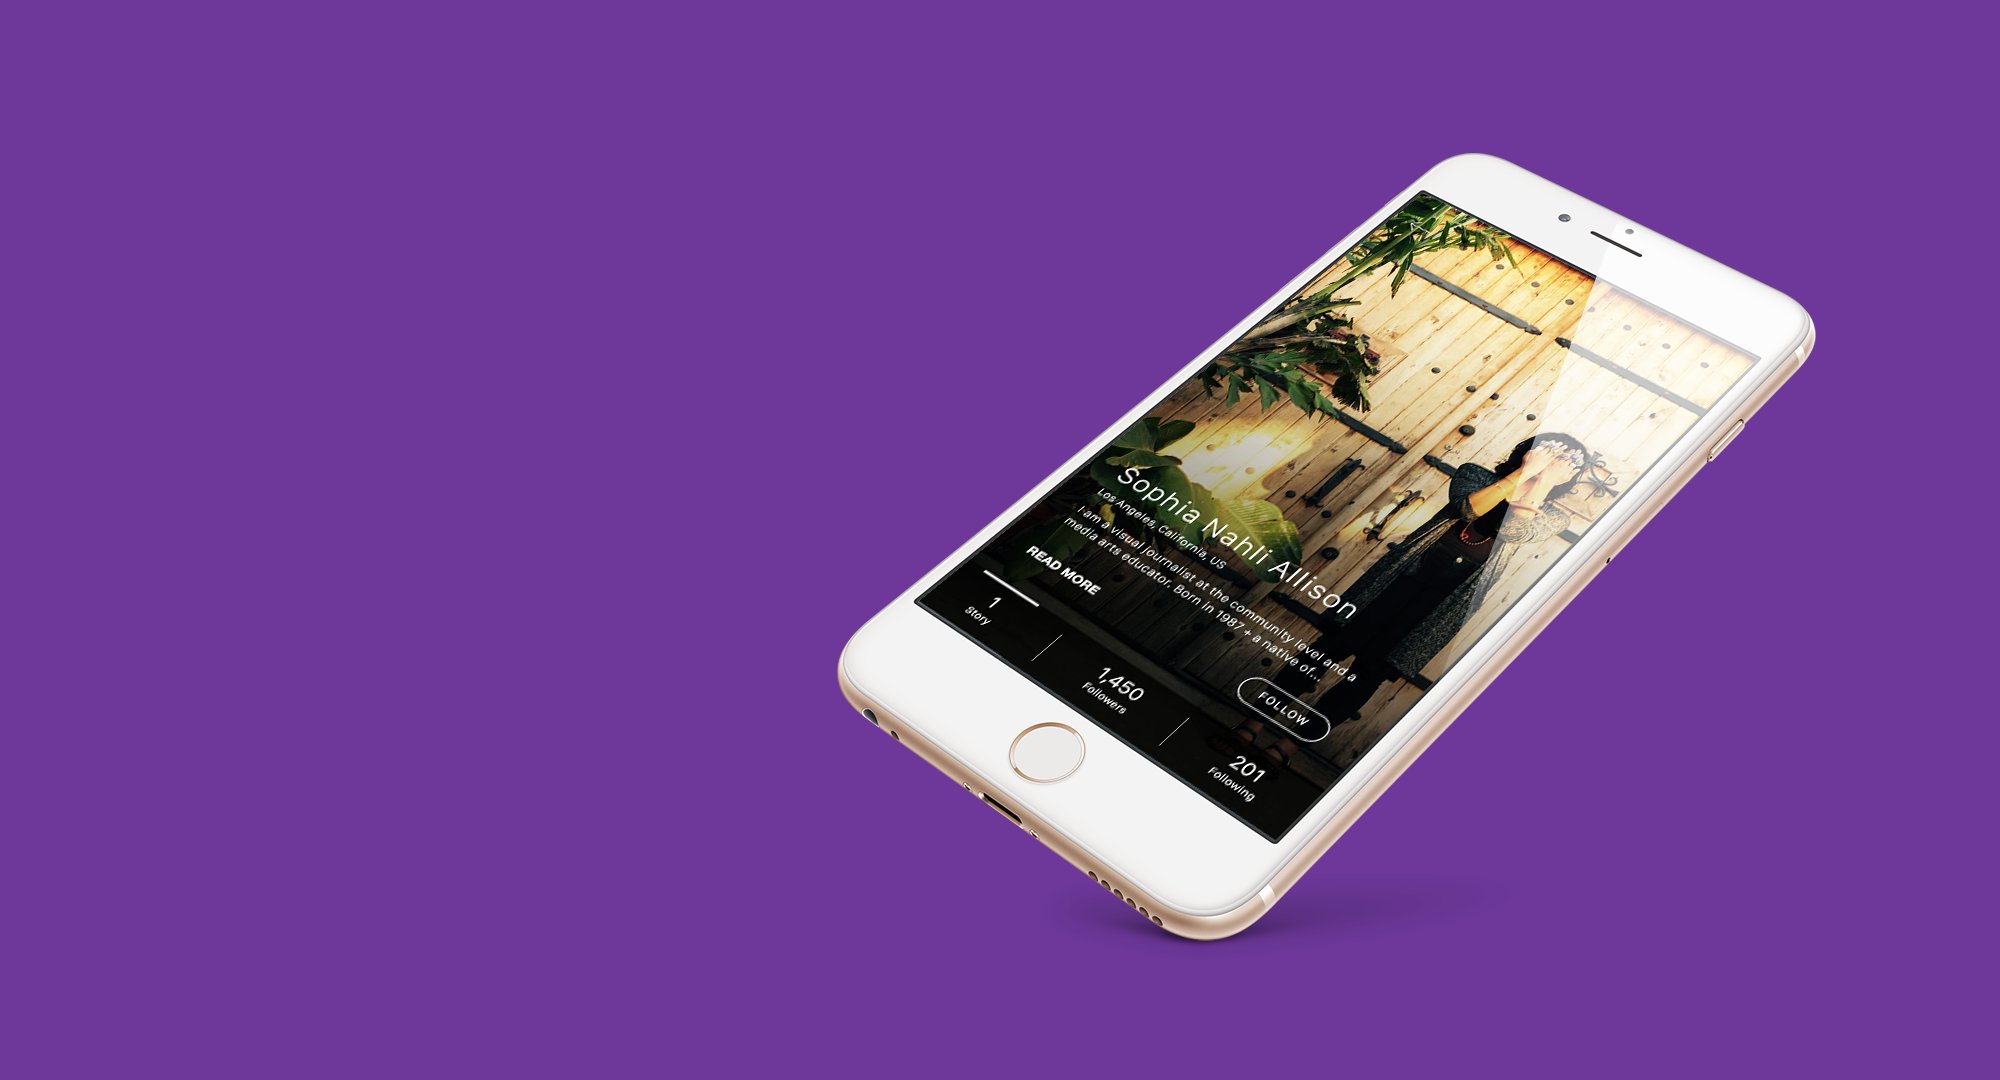 Sophia Nahli Allison
Los Angeles, California, US
I am a visual journalist at the community level and a
media arts educator. Born in 1987 + a native of...
READ MORE
FOLLOW
1
Story
1,450
Followers
201
Following